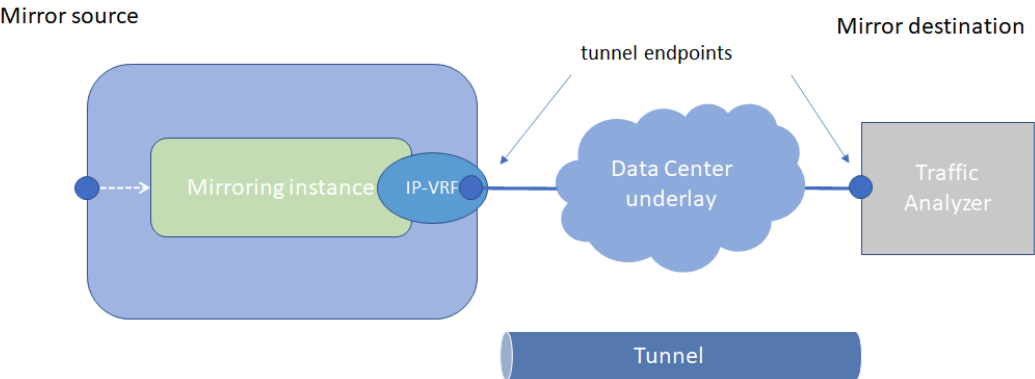 Mirror source
Mirror destination
tunnel endpoints
Mirroring instance
IP-VRF
Data Center
underlay
Traffic
Analyzer
Tunnel